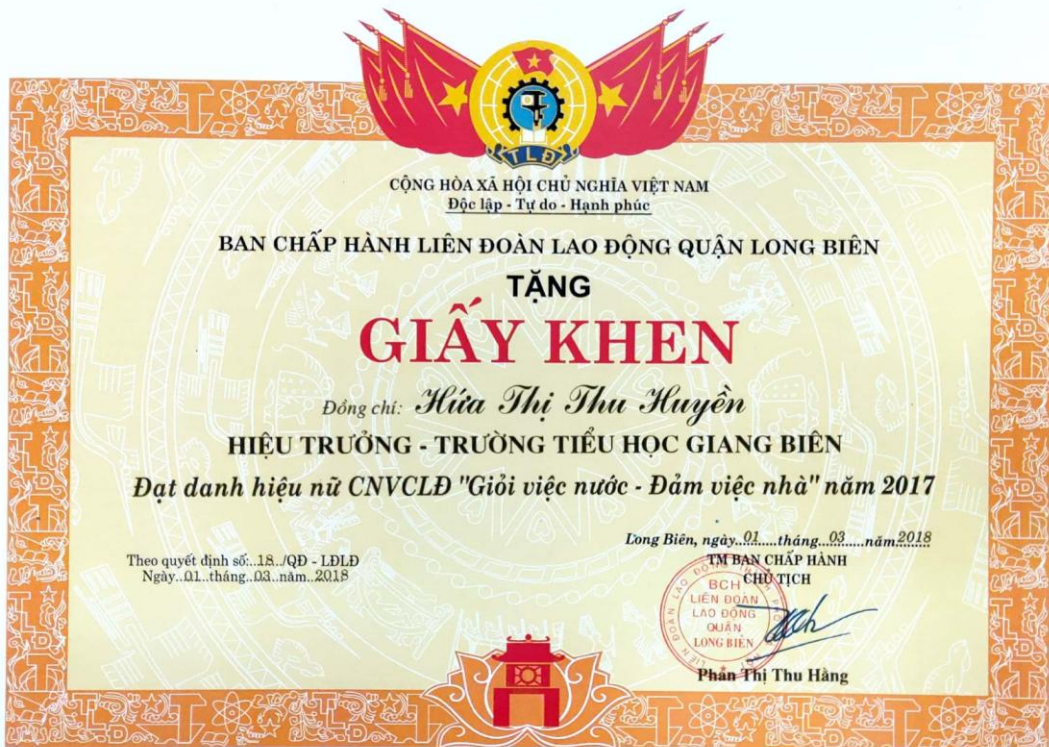 TLĐ
CỘNG HÒA XÃ HỘI CHỦ NGHĨA VIỆT NAM
Độc lập - Tự do - Hạnh phúc
BAN CHẤP HÀNH LIÊN ĐOÀN LAO ĐỘNG QUẬN LONG BIÊN
TẶNG
GIẤY KHEN
Đồng chí: Hứa Thị Thu Huyền
HIỆU TRƯỞNG - TRƯỜNG TIỂU HỌC GIANG BIÊN
Đạt danh hiệu nữ CNVCLĐ "Giỏi việc nước - Đảm việc nhà" năm 2017
Theo quyết định số:..18../QĐ - LĐLĐ
Ngày..01..tháng..03..năm..2018
Long Biên, ngày..01....tháng...03....năm 2018
TM BAN CHẤP HÀNH
CHỦ TỊCH
BCH
LIÊN ĐOÀN
LAO ĐỘNG
QUẬN
LONG BIÊN
Phan Thị Thu Hằng